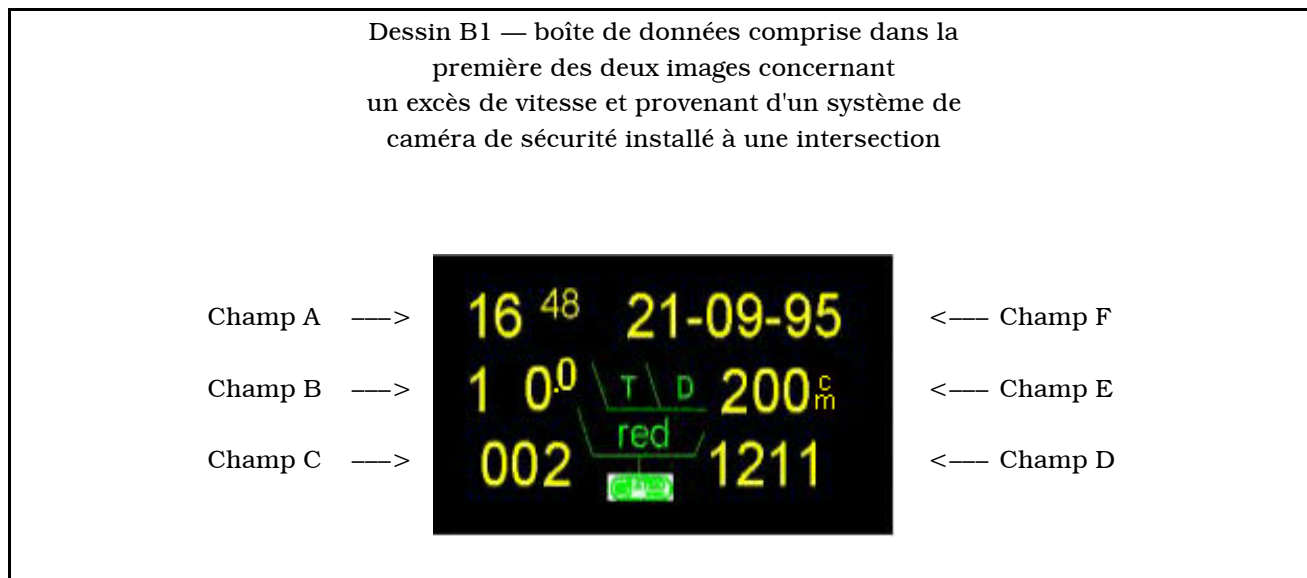 Dessin B1 — boîte de données comprise dans la
première des deux images concernant
un excès de vitesse et provenant d'un système de
caméra de sécurité installé à une intersection
Champ A —–> 16 48 21-09-95 <—– Champ F
Champ B —–> 1 0.0 T D 200 cm <—– Champ E
red
Champ C —–> 002 1211 <—– Champ D